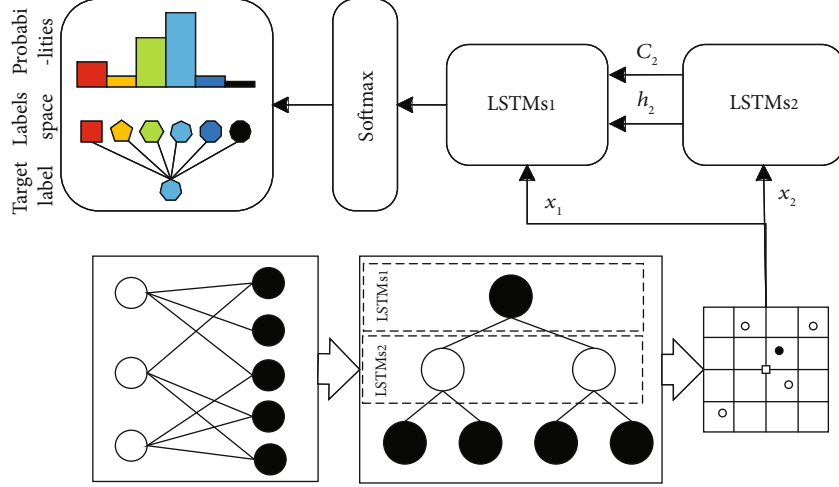 Probabi
-lities
Labels
space
Target
label
Softmax
LSTMs1
C2
h2
LSTMs2
x1
x2
LSTMs1
LSTMs2